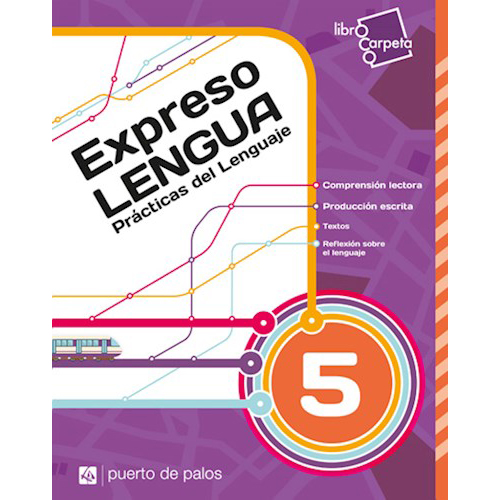 libro
Carpeta
Expreso
LENGUA
Prácticas del Lenguaje
Comprensión lectora
Producción escrita
Textos
Reflexión sobre
el lenguaje
5
puerto de palos